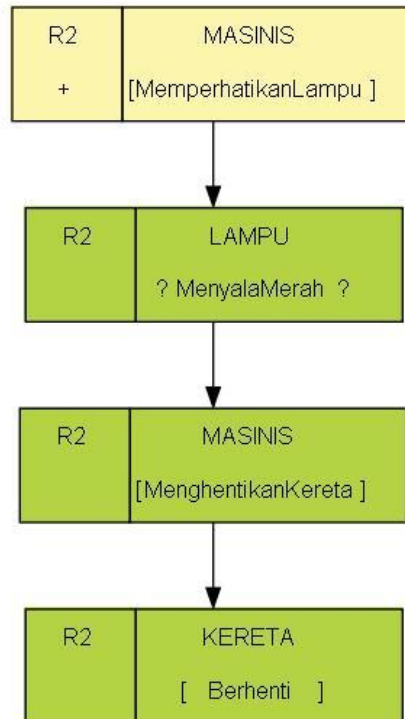 R2 MASINIS
+ [MemperhatikanLampu ]
R2 LAMPU
? MenyalaMerah ?
R2 MASINIS
[MenghentikanKereta ]
R2 KERETA
[ Berhenti ]